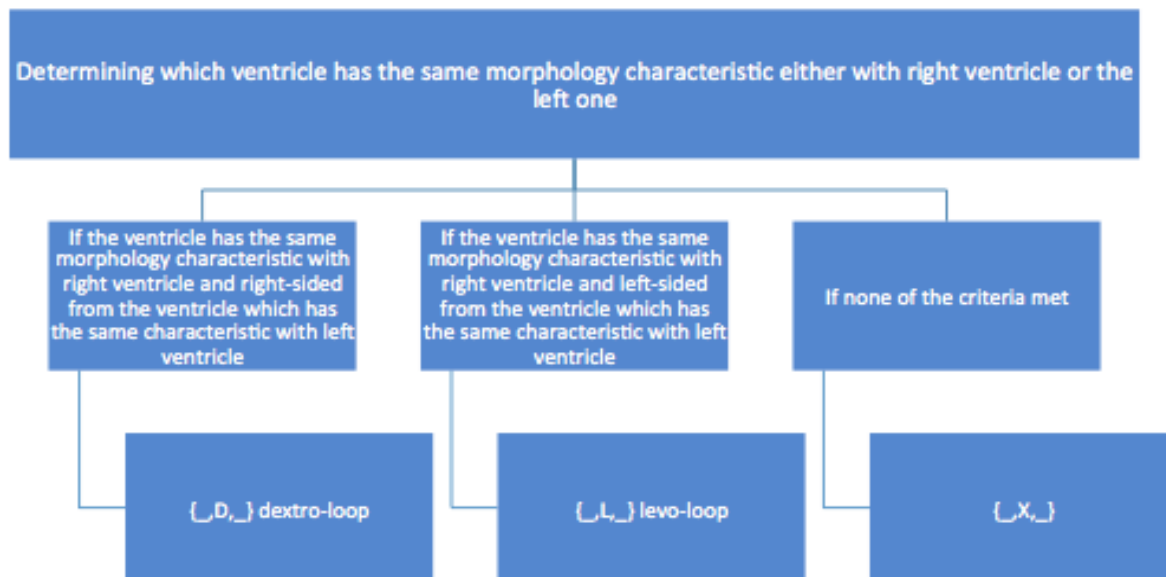 Determining which ventricle has the same morphology characteristic either with right ventricle or the
left one
If the ventricle has the same
morphology characteristic with
right ventricle and right-sided
from the ventricle which has
the same characteristic with left
ventricle
If the ventricle has the same
morphology characteristic with
right ventricle and left-sided
from the ventricle which has
the same characteristic with left
ventricle
If none of the criteria met
{_,D,_} dextro-loop
{_,L,_} levo-loop
{_,X,_}